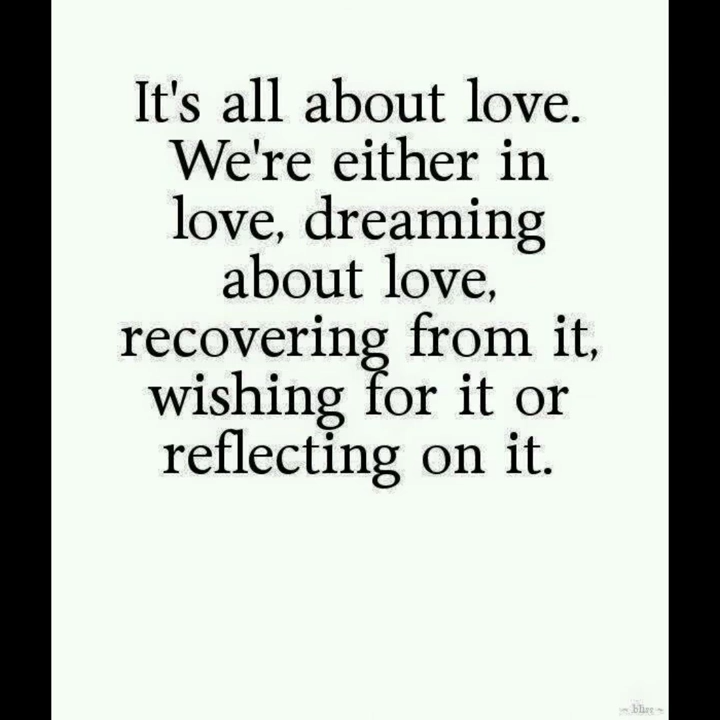 It's all about love.
We're either in
love, dreaming
about love,
recovering from it,
wishing for it or
reflecting on it.
~ bliss ~